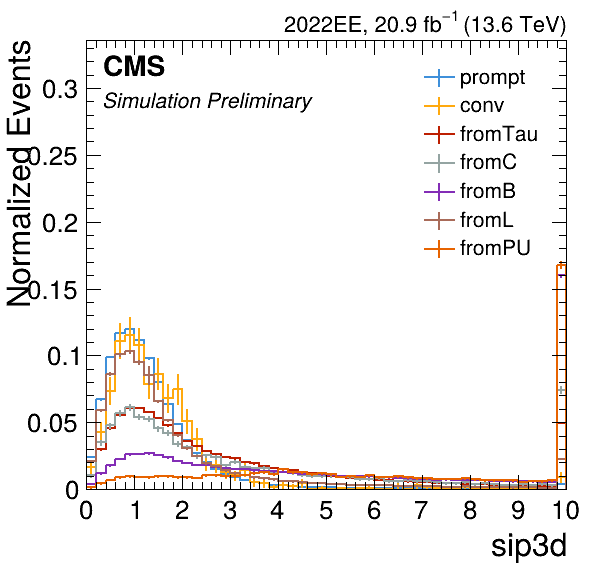 2022EE, 20.9 fb⁻¹ (13.6 TeV)
CMS
Simulation Preliminary
prompt
conv
fromTau
fromC
fromB
fromL
fromPU
Normalized Events
0.3
0.25
0.2
0.15
0.1
0.05
0
0 1 2 3 4 5 6 7 8 9 10
sip3d